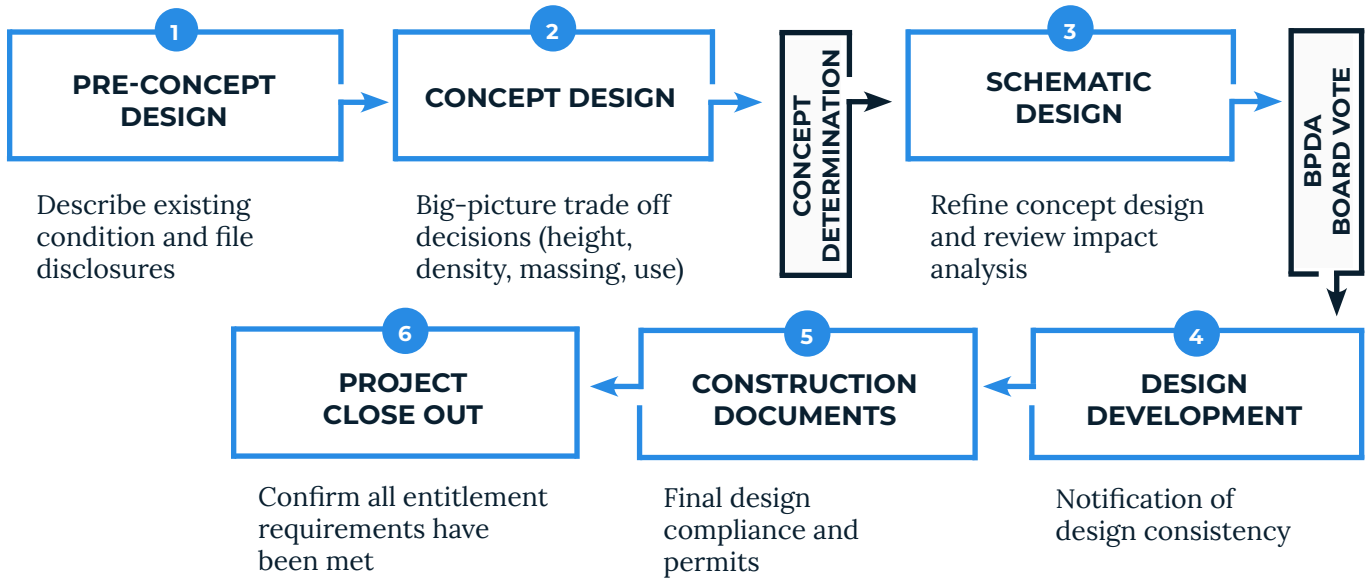 1
PRE-CONCEPT
DESIGN
Describe existing
condition and file
disclosures
2
CONCEPT DESIGN
Big-picture trade off
decisions (height,
density, massing, use)
CONCEPT
DETERMINATION
3
SCHEMATIC
DESIGN
Refine concept design
and review impact
analysis
BPDA
BOARD VOTE
4
DESIGN
DEVELOPMENT
Notification of
design consistency
5
CONSTRUCTION
DOCUMENTS
Final design
compliance and
permits
6
PROJECT
CLOSE OUT
Confirm all entitlement
requirements have
been met